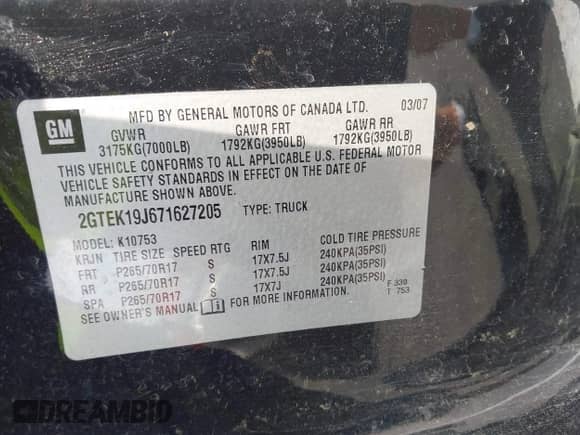 MFD BY GENERAL MOTORS OF CANADA LTD. 03/07
GM
GVWR GAWR FRT GAWR RR
3175KG(7000LB) 1792KG(3950LB) 1792KG(3950LB)
THIS VEHICLE CONFORMS TO ALL APPLICABLE U.S. FEDERAL MOTOR
VEHICLE SAFETY STANDARDS IN EFFECT ON THE DATE OF
MANUFACTURE SHOWN ABOVE.
2GTEK19J671627205 TYPE: TRUCK
MODEL: K10753
KRJN TIRE SIZE SPEED RTG RIM COLD TIRE PRESSURE
FRT P265/70R17 S 17X7.5J 240KPA(35PSI)
RR P265/70R17 S 17X7.5J 240KPA(35PSI)
SPA P265/70R17 S 17X7J 240KPA(35PSI)
SEE OWNER'S MANUAL FOR MORE INFORMATION.
F 330
T 753
DREAMBID